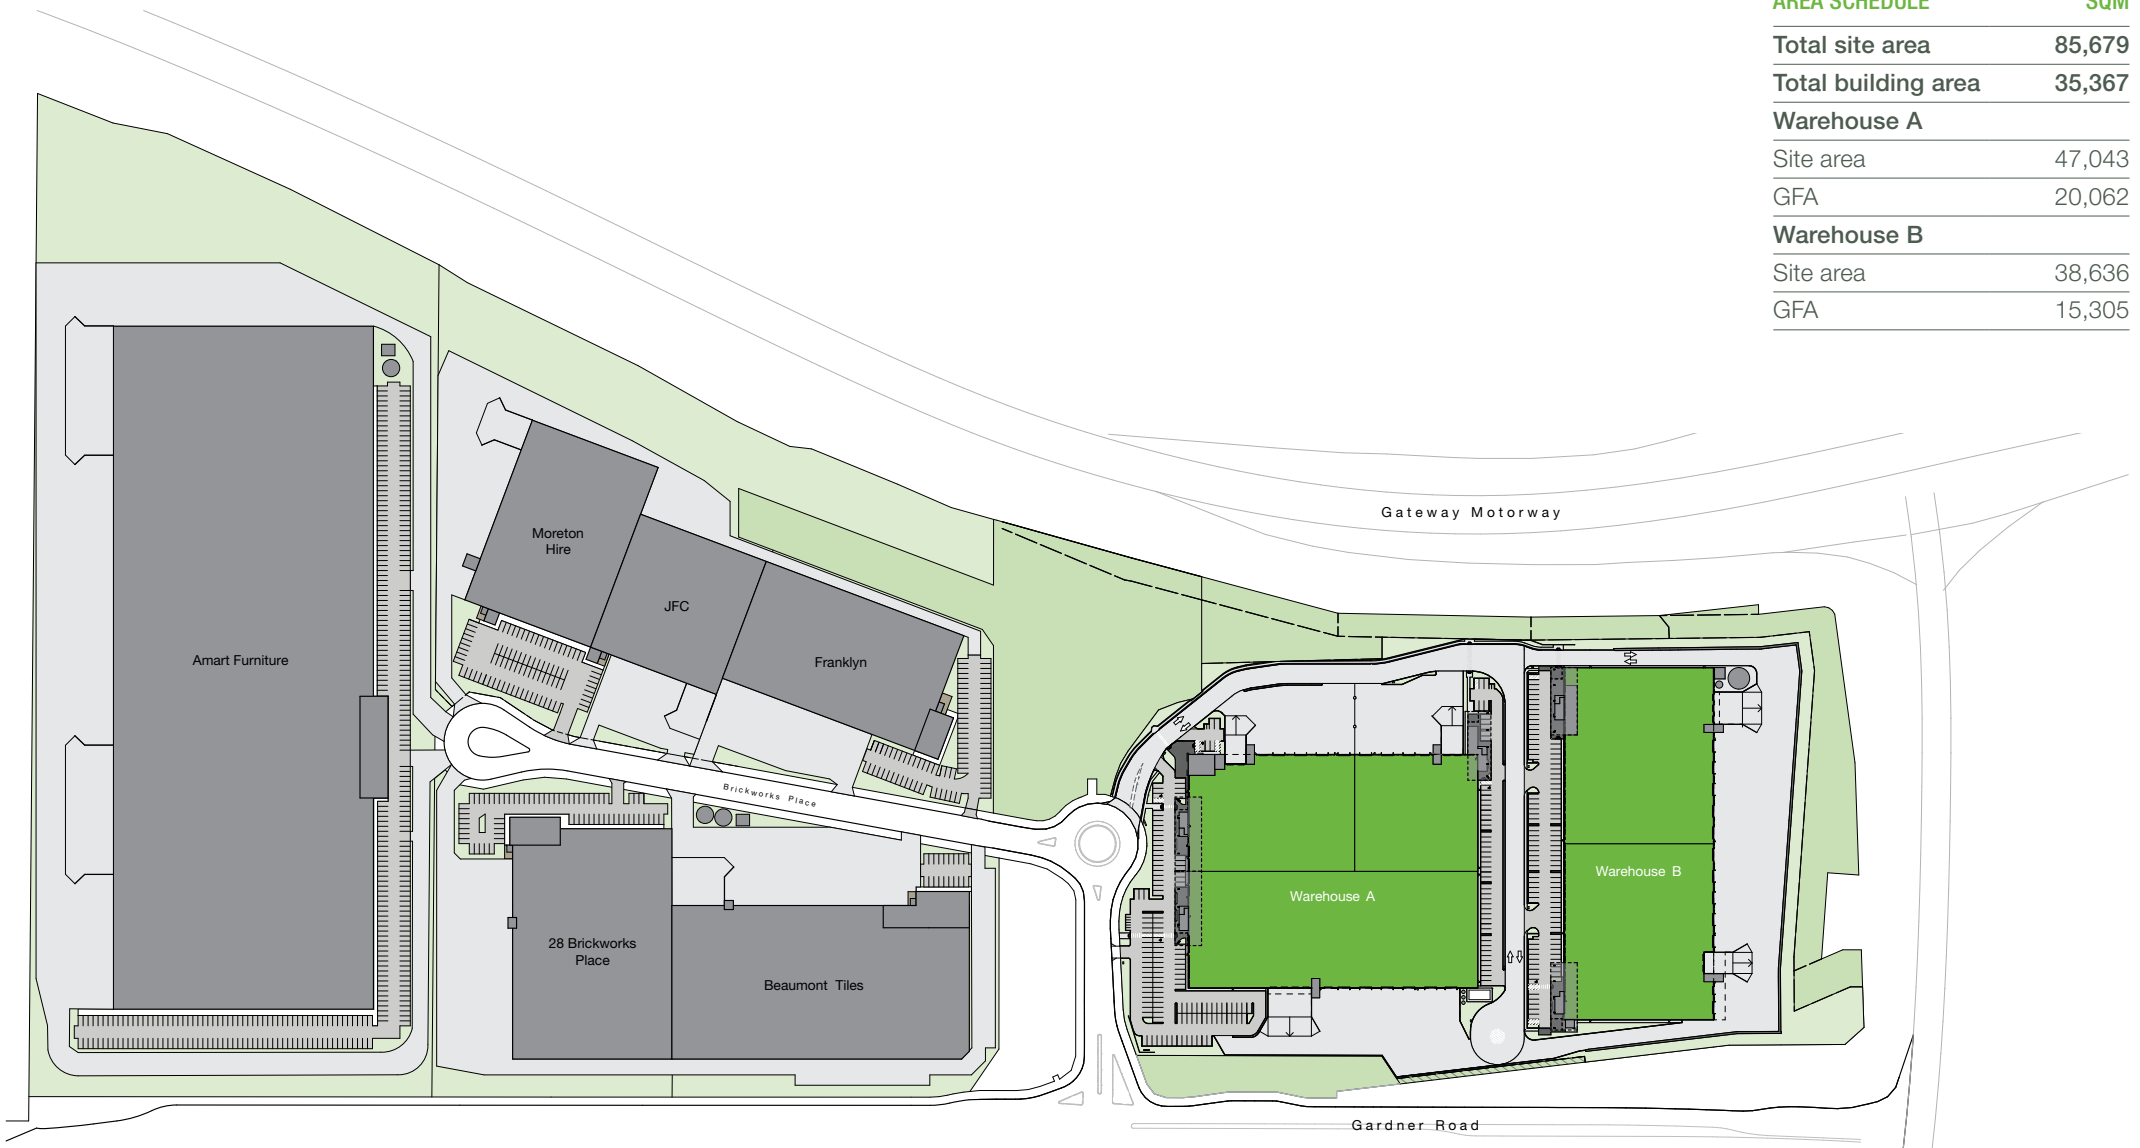 AREA SCHEDULE SQM
Total site area 85,679
Total building area 35,367
Warehouse A
Site area 47,043
GFA 20,062
Warehouse B
Site area 38,636
GFA 15,305
Gateway Motorway
Moreton
Hire
JFC
Franklyn
Amart Furniture
Brickworks Place
Warehouse A
Warehouse B
28 Brickworks
Place
Beaumont Tiles
Gardner Road